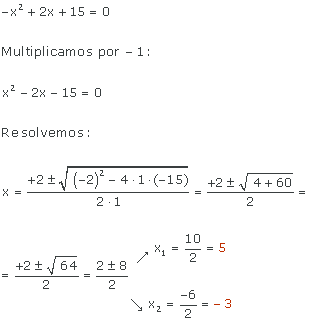 −x² + 2x + 15 = 0
Multiplicamos por − 1 :
x² − 2x − 15 = 0
Resolvemos :
x = (+2 ± √((−2)² − 4 · 1 · (−15))) / (2 · 1) = (+2 ± √(4 + 60)) / 2 =
= (+2 ± √64) / 2 = (2 ± 8) / 2
↗ x₁ = 10/2 = 5
↘ x₂ = −6/2 = − 3